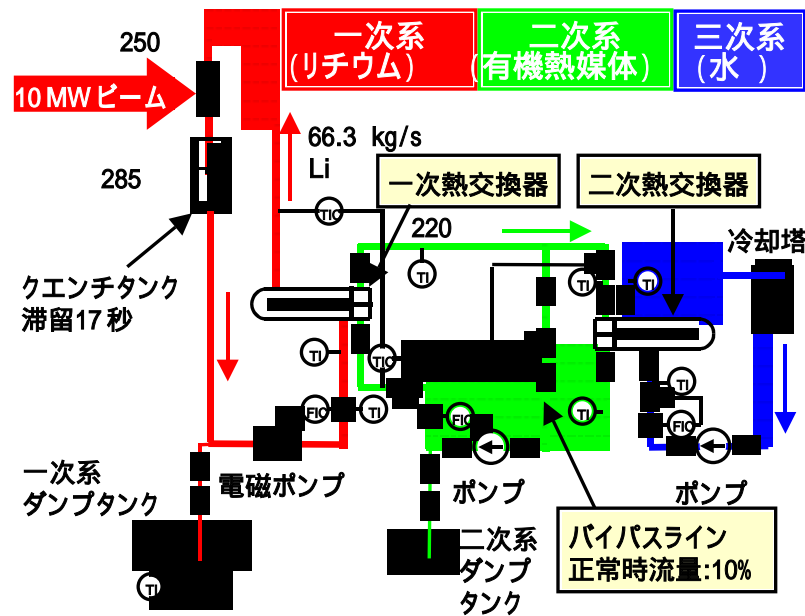 250
一次系
(リチウム)
二次系
(有機熱媒体)
三次系
(水 )
10 MW ビーム
66.3 kg/s
Li
285
一次熱交換器
二次熱交換器
TIC
220
冷却塔
TI
TI
TI
クエンチタンク
滞留17 秒
TI
TIC
TI
FIC
TI
FIC
TI
FIC
一次系
ダンプタンク
電磁ポンプ
ポンプ
ポンプ
二次系
ダンプ
タンク
バイパスライン
正常時流量:10%
TI